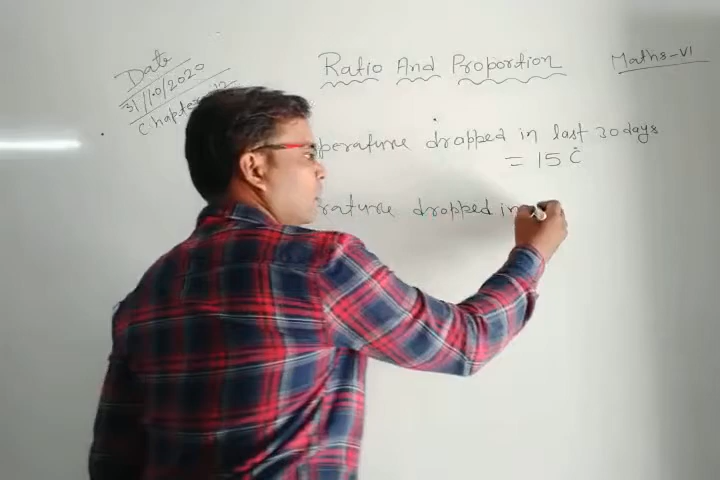 Date
31/10/2020
Chapter
Ratio And Proportion
Maths-VI
perature dropped in last 30 days
= 15°C
rature dropped in